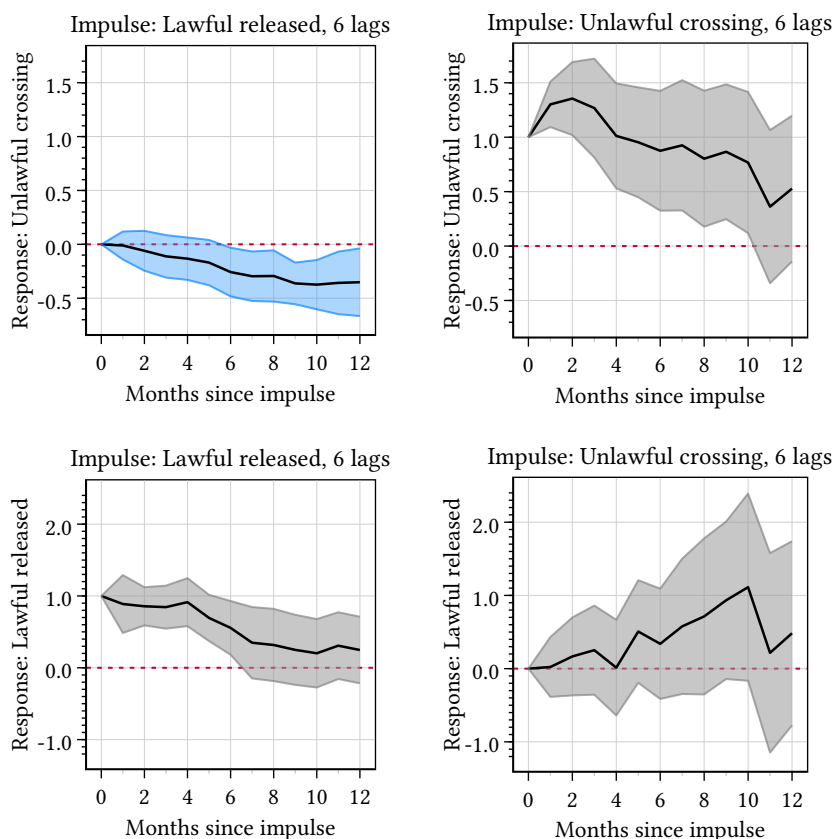 Impulse: Lawful released, 6 lags
Response: Unlawful crossing
1.5
1.0
0.5
0.0
-0.5
0 2 4 6 8 10 12
Months since impulse
Impulse: Unlawful crossing, 6 lags
Response: Unlawful crossing
1.5
1.0
0.5
0.0
-0.5
0 2 4 6 8 10 12
Months since impulse
Impulse: Lawful released, 6 lags
Response: Lawful released
2.0
1.0
0.0
-1.0
0 2 4 6 8 10 12
Months since impulse
Impulse: Unlawful crossing, 6 lags
Response: Lawful released
2.0
1.0
0.0
-1.0
0 2 4 6 8 10 12
Months since impulse